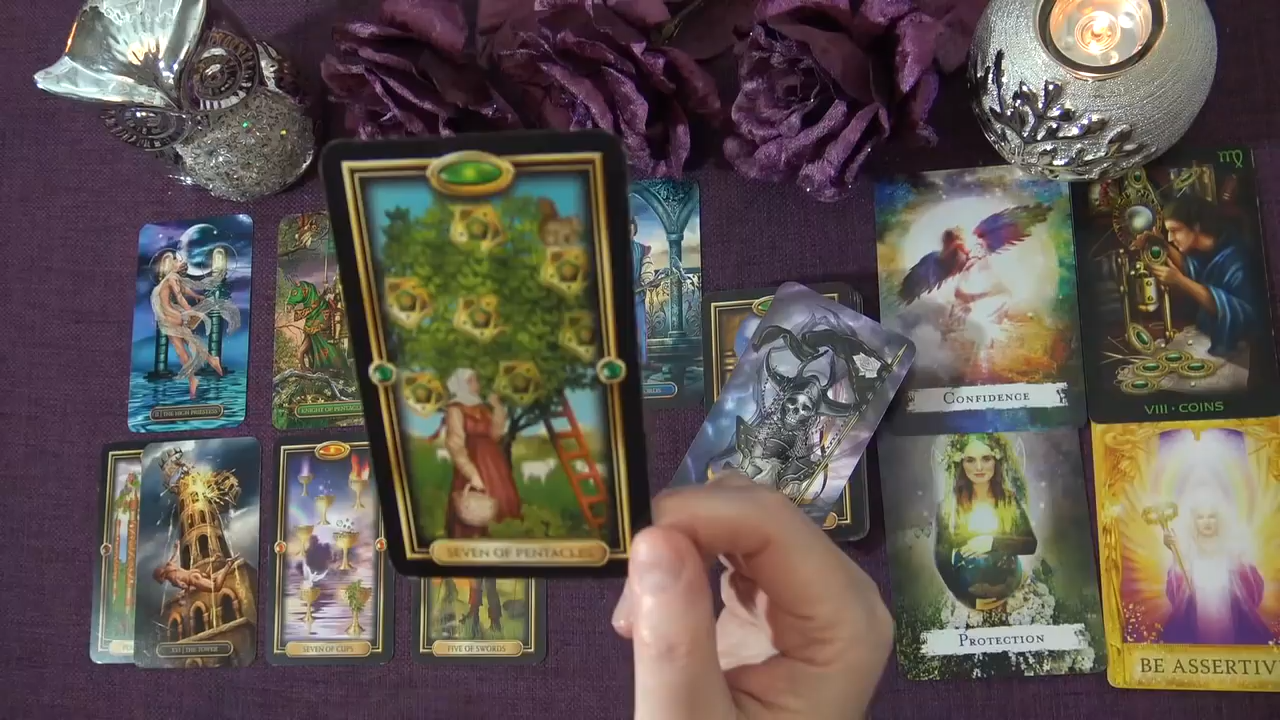 ♍
II | THE HIGH PRIESTESS
KNIGHT OF PENTACLES
SEVEN OF PENTACLES
CONFIDENCE
VIII • COINS
XVI | THE TOWER
SEVEN OF CUPS
FIVE OF SWORDS
PROTECTION
BE ASSERTIV